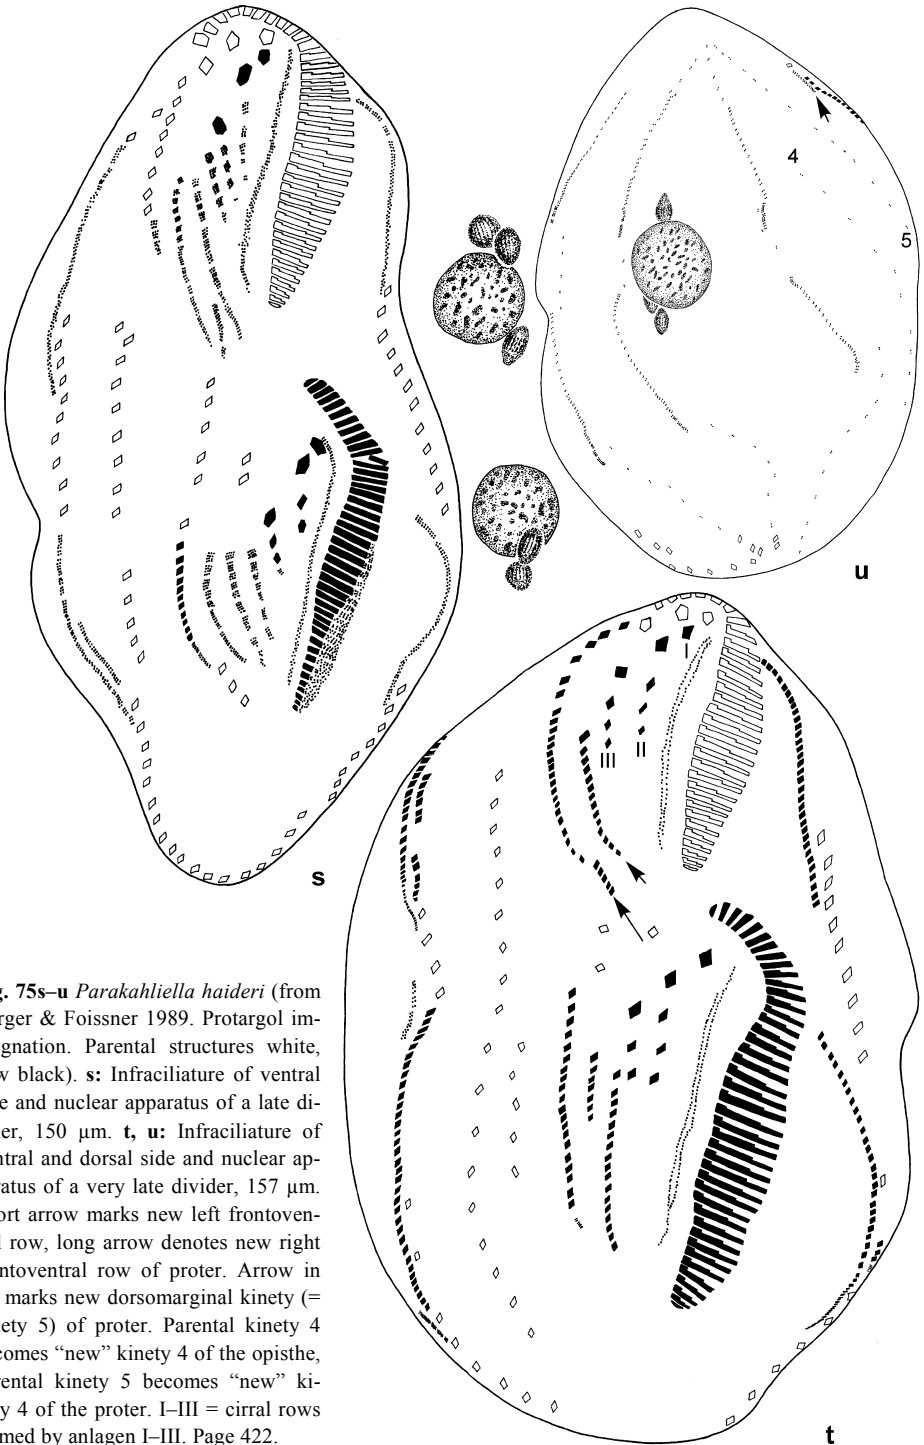 4
5
u
I
II
III
s
g. 75s–u Parakahliella haideri (from
rger & Foissner 1989. Protargol im-
gnation. Parental structures white,
w black). s: Infraciliature of ventral
e and nuclear apparatus of a late di-
er, 150 µm. t, u: Infraciliature of
ntral and dorsal side and nuclear ap-
ratus of a very late divider, 157 µm.
ort arrow marks new left frontoven-
l row, long arrow denotes new right
ntoventral row of proter. Arrow in
marks new dorsomarginal kinety (=
ety 5) of proter. Parental kinety 4
comes “new” kinety 4 of the opisthe,
rental kinety 5 becomes “new” ki-
y 4 of the proter. I–III = cirral rows
med by anlagen I–III. Page 422.
t